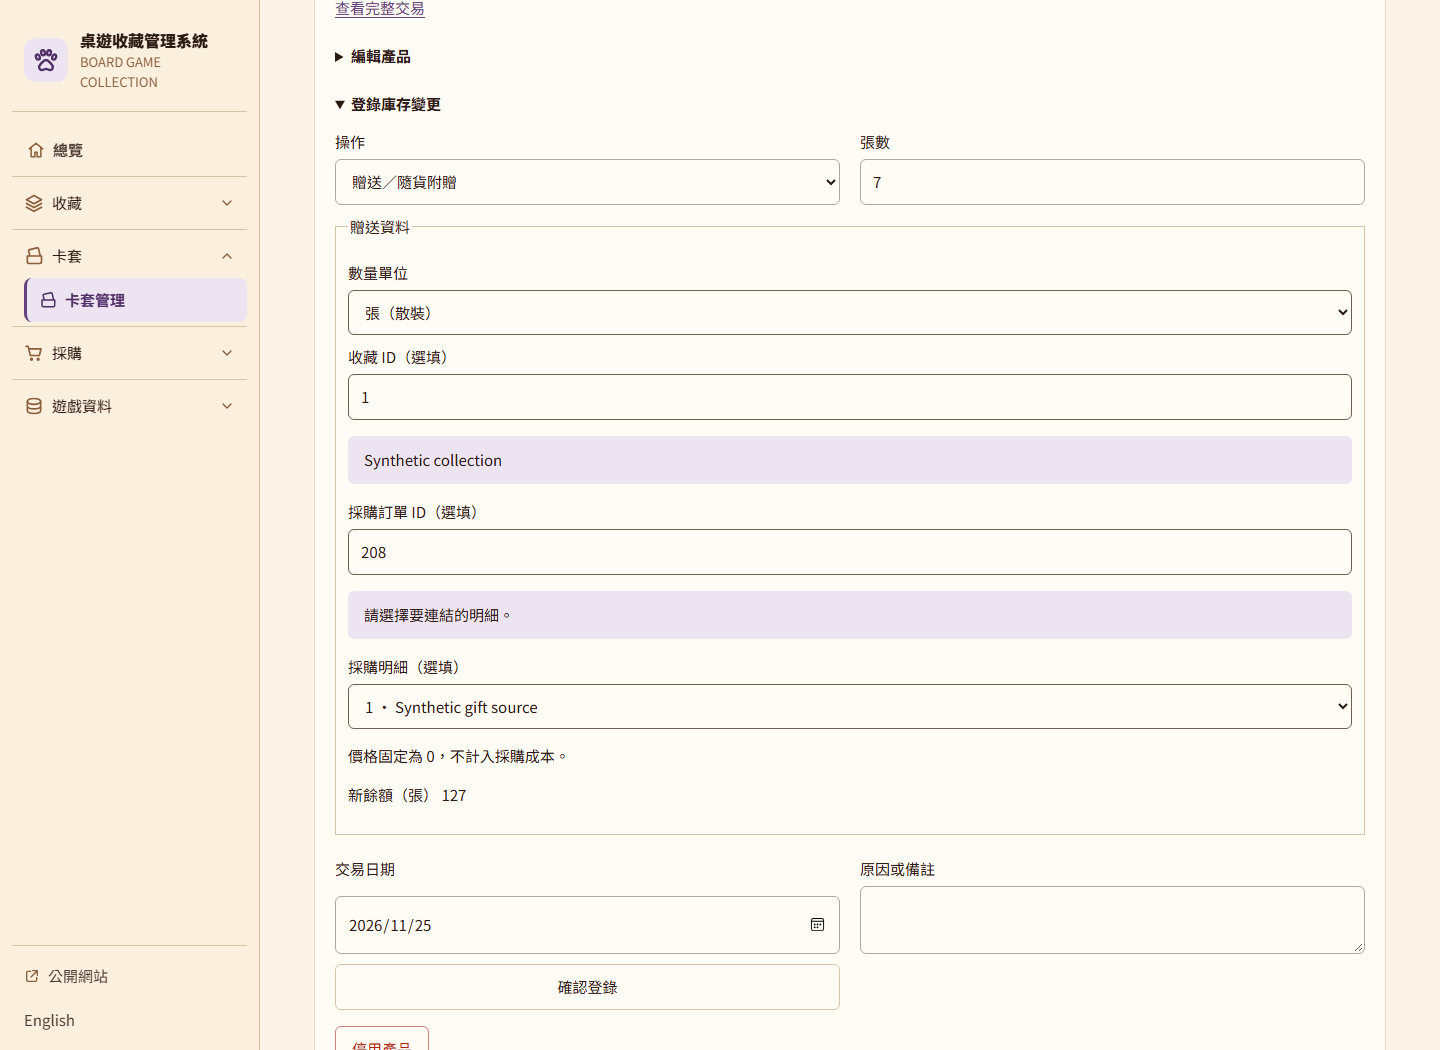 桌遊收藏管理系統
BOARD GAME
COLLECTION
總覽
收藏
卡套
卡套管理
採購
遊戲資料
公開網站
English
查看完整交易
編輯產品
登錄庫存變更
操作
張數
贈送／隨貨附贈
7
贈送資料
數量單位
張（散裝）
收藏 ID（選填）
1
Synthetic collection
採購訂單 ID（選填）
208
請選擇要連結的明細。
採購明細（選填）
1 · Synthetic gift source
價格固定為 0，不計入採購成本。
新餘額（張） 127
交易日期
原因或備註
2026/11/25
確認登錄
停用產品